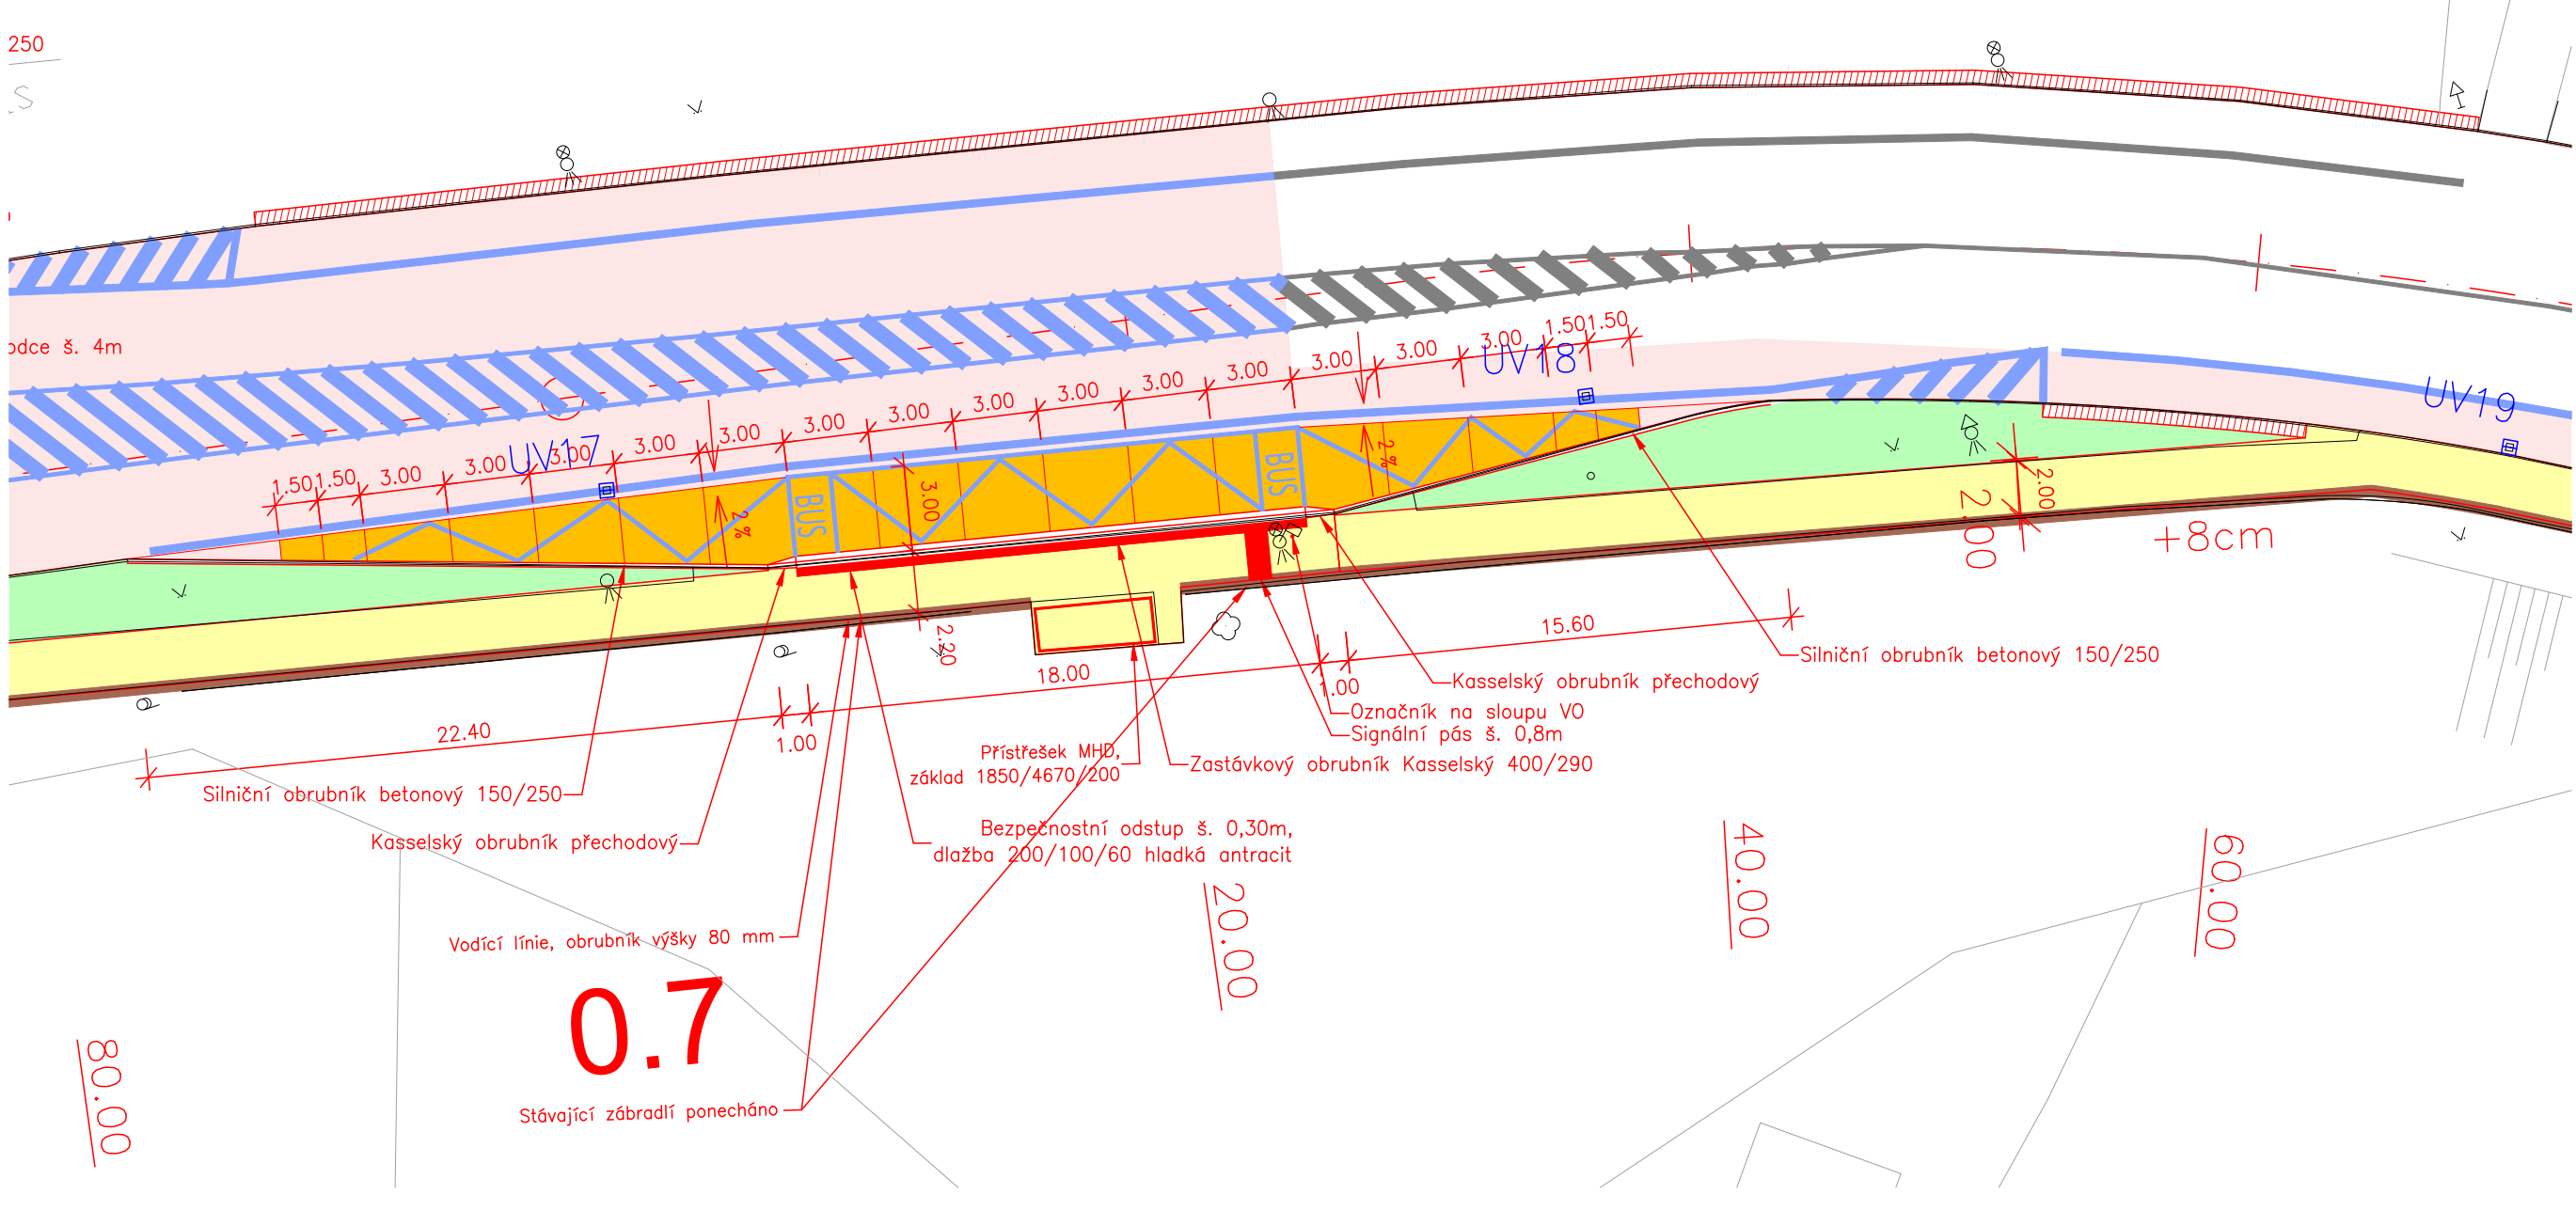 250
S
odce š. 4m
1.50
1.50
3.00
3.00
3.00
3.00
3.00
3.00
3.00
3.00
3.00
3.00
3.00
3.00
3.00
3.00
1.50
1.50
UV17
UV18
UV19
BUS
BUS
2%
2%
3.00
2.20
2.00
2.00
+8cm
22.40
1.00
18.00
1.00
15.60
Silniční obrubník betonový 150/250
Kasselský obrubník přechodový
Označník na sloupu VO
Signální pás š. 0,8m
Zastávkový obrubník Kasselský 400/290
Přístřešek MHD,
základ 1850/4670/200
Silniční obrubník betonový 150/250
Kasselský obrubník přechodový
Bezpečnostní odstup š. 0,30m,
dlažba 200/100/60 hladká antracit
Vodící línie, obrubník výšky 80 mm
0.7
Stávající zábradlí ponecháno
80.00
20.00
40.00
60.00